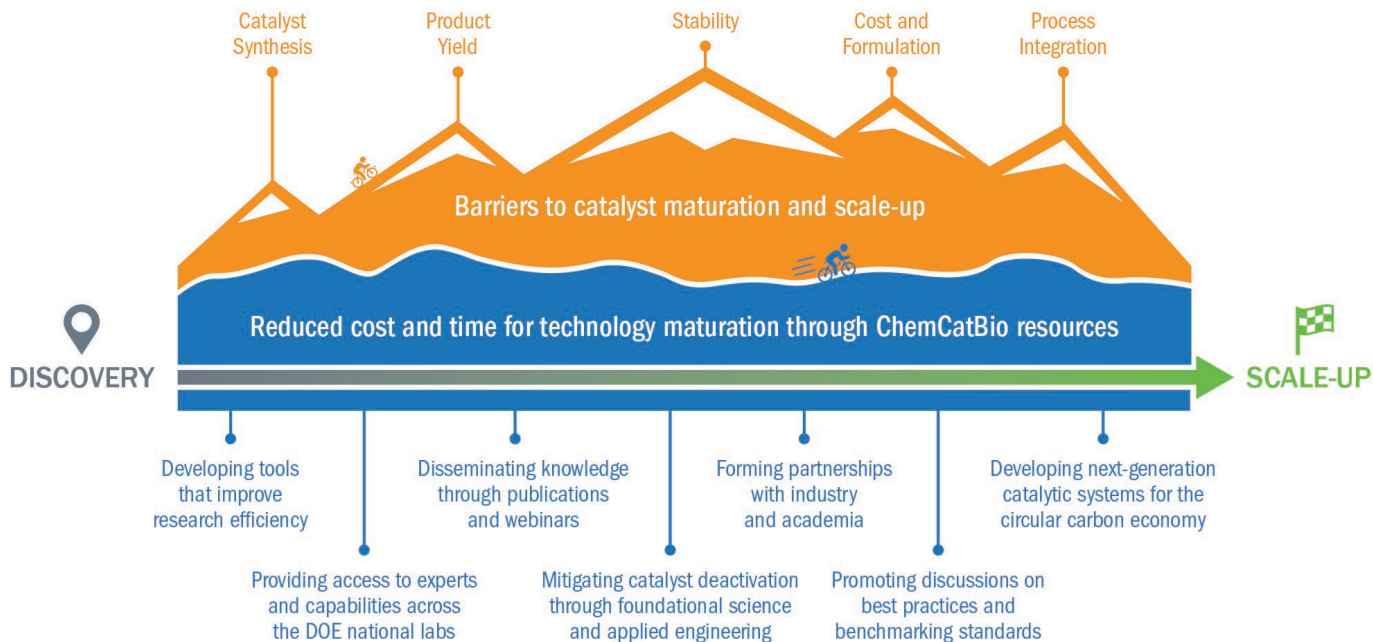 Catalyst
Synthesis
Product
Yield
Stability
Cost and
Formulation
Process
Integration
Barriers to catalyst maturation and scale-up
Reduced cost and time for technology maturation through ChemCatBio resources
DISCOVERY
SCALE-UP
Developing tools
that improve
research efficiency
Disseminating knowledge
through publications
and webinars
Forming partnerships
with industry
and academia
Developing next-generation
catalytic systems for the
circular carbon economy
Providing access to experts
and capabilities across
the DOE national labs
Mitigating catalyst deactivation
through foundational science
and applied engineering
Promoting discussions on
best practices and
benchmarking standards